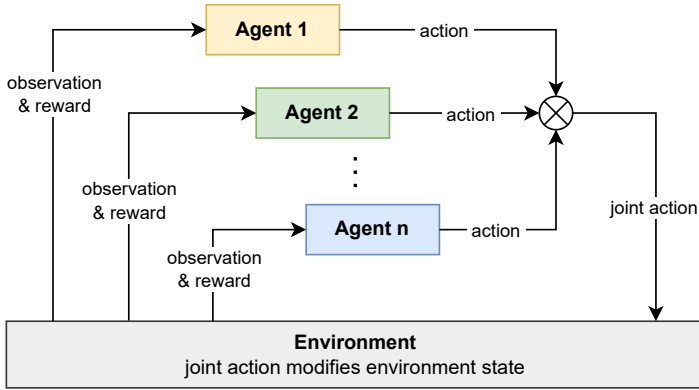 Agent 1
action
observation
& reward
Agent 2
action
observation
& reward
Agent n
action
joint action
observation
& reward
Environment
joint action modifies environment state